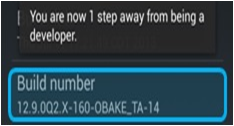 You are now 1 step away from being a
developer.
Build number
12.9.0Q2.X-160-OBAKE_TA-14